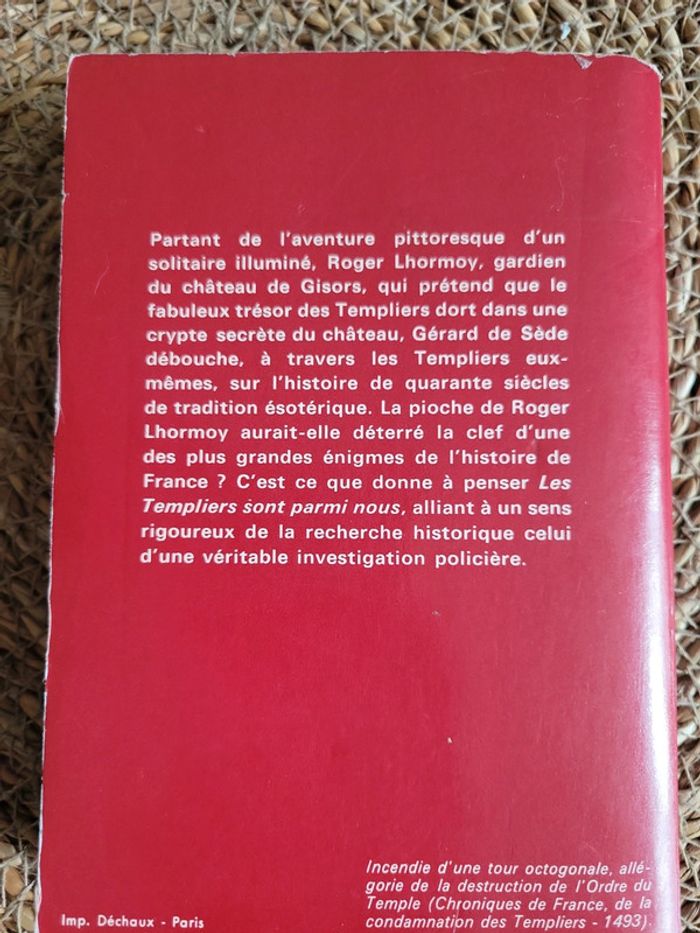 Partant de l'aventure pittoresque d'un
solitaire illuminé, Roger Lhormoy, gardien
du château de Gisors, qui prétend que le
fabuleux trésor des Templiers dort dans une
crypte secrète du château, Gérard de Sède
débouche, à travers les Templiers eux-
mêmes, sur l'histoire de quarante siècles
de tradition ésotérique. La pioche de Roger
Lhormoy aurait-elle déterré la clef d'une
des plus grandes énigmes de l'histoire de
France ? C'est ce que donne à penser Les
Templiers sont parmi nous, alliant à un sens
rigoureux de la recherche historique celui
d'une véritable investigation policière.
Incendie d'une tour octogonale, allé-
gorie de la destruction de l'Ordre du
Temple (Chroniques de France, de la
condamnation des Templiers - 1493).
Imp. Déchaux - Paris